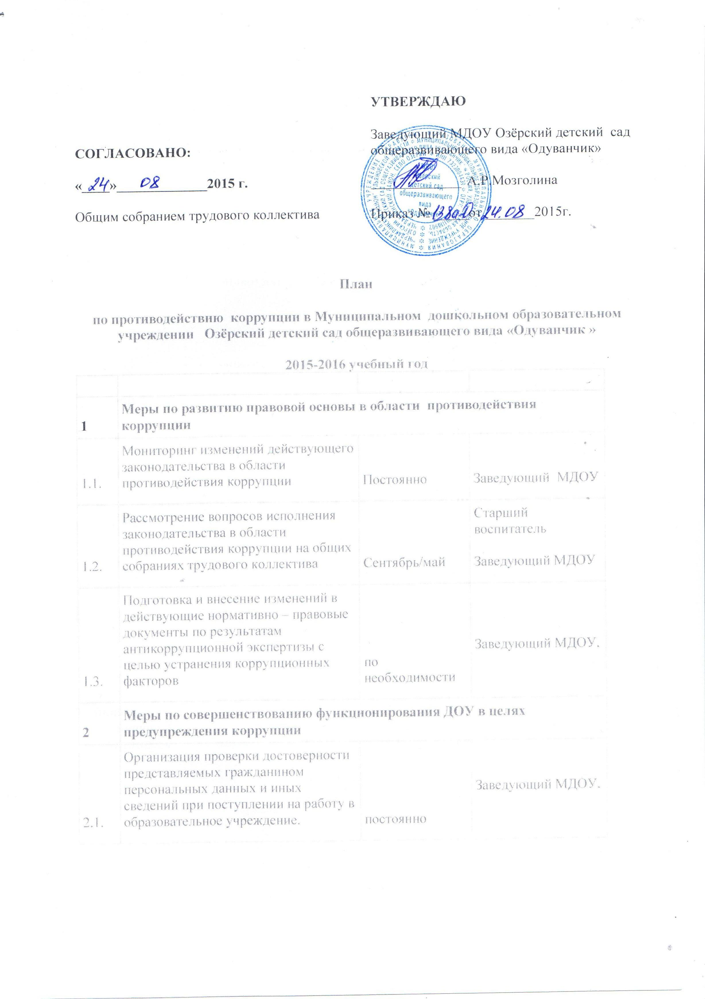 УТВЕРЖДАЮ
Заведующий МДОУ Озёрский детский сад
общеразвивающего вида «Одуванчик»
А.Р.Мозголина
Приказ № от 24.08 2015г.
СОГЛАСОВАНО:
«24» 08 2015 г.
Общим собранием трудового коллектива
Озёрский
детский сад
общеразвивающего
вида
План
по противодействию коррупции в Муниципальном дошкольном образовательном
учреждении Озёрский детский сад общеразвивающего вида «Одуванчик »
2015-2016 учебный год
1
Меры по развитию правовой основы в области противодействия
коррупции
1.1.
Мониторинг изменений действующего
законодательства в области
противодействия коррупции
Постоянно
Заведующий МДОУ
1.2.
Рассмотрение вопросов исполнения
законодательства в области
противодействия коррупции на общих
собраниях трудового коллектива
Сентябрь/май
Старший
воспитатель
Заведующий МДОУ
1.3.
Подготовка и внесение изменений в
действующие нормативно – правовые
документы по результатам
антикоррупционной экспертизы с
целью устранения коррупционных
факторов
по
необходимости
Заведующий МДОУ.
2
Меры по совершенствованию функционирования ДОУ в целях
предупреждения коррупции
2.1.
Организация проверки достоверности
представляемых гражданином
персональных данных и иных
сведений при поступлении на работу в
образовательное учреждение.
постоянно
Заведующий МДОУ.